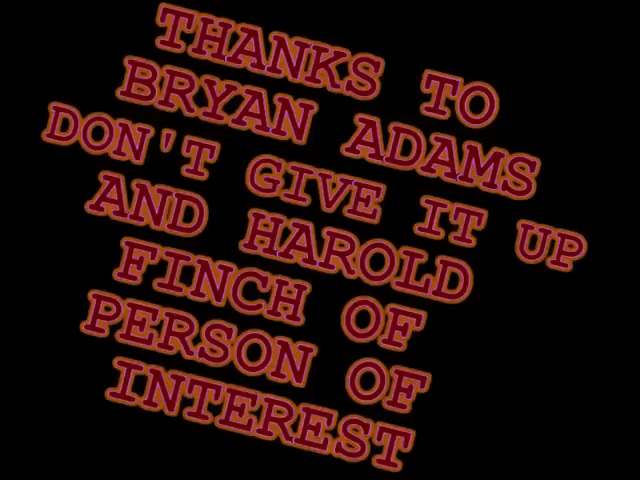 THANKS TO
BRYAN ADAMS
DON'T GIVE IT UP
AND HAROLD
FINCH OF
PERSON OF
INTEREST